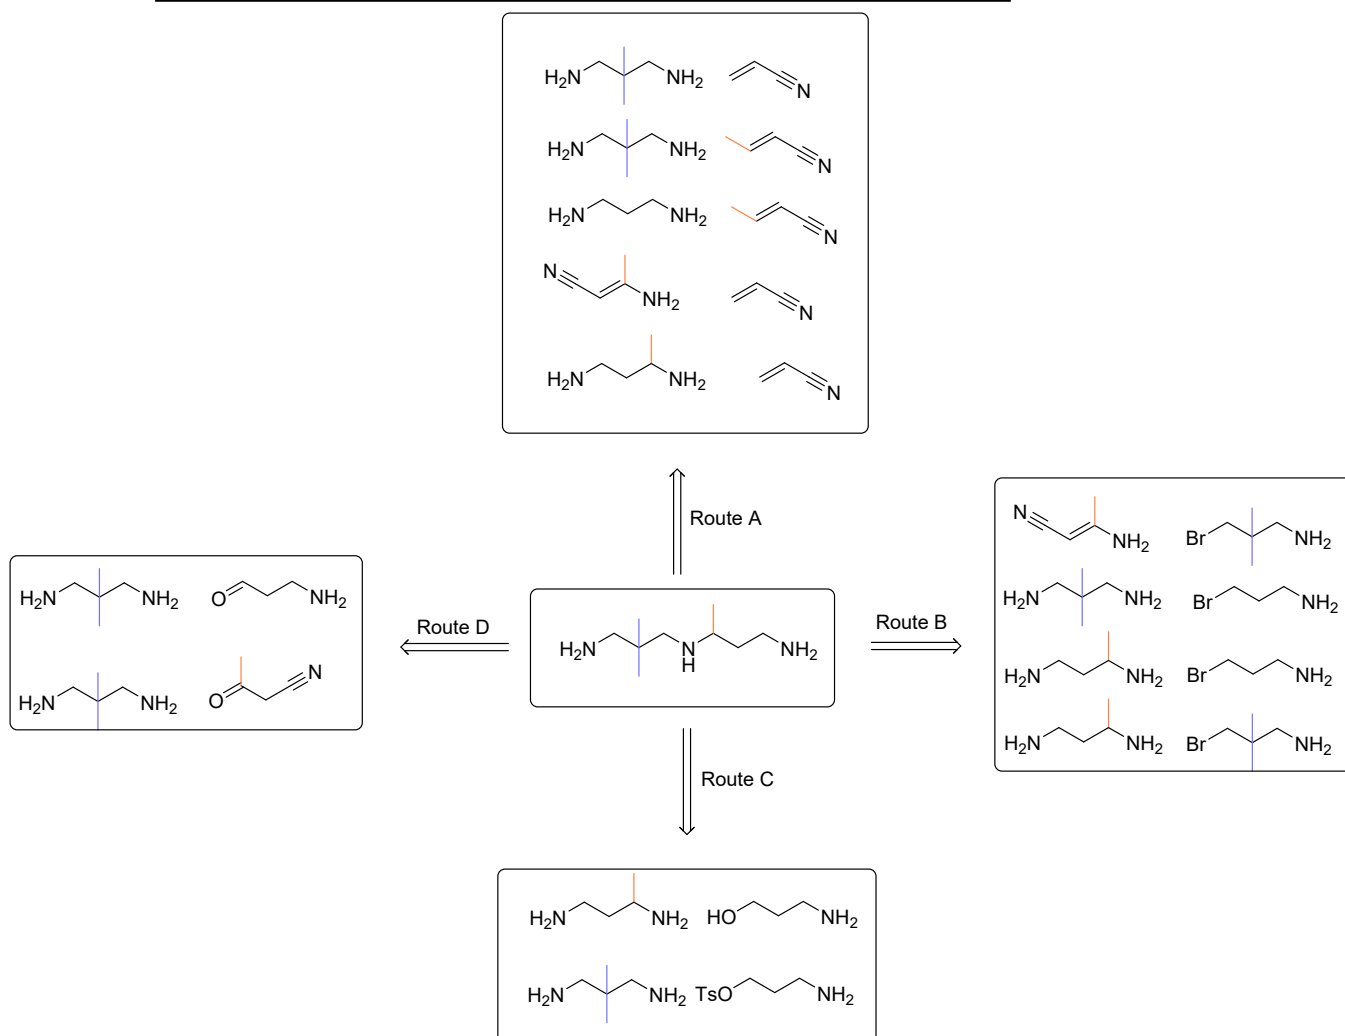 H2N NH2 N
H2N NH2 N
H2N NH2 N
N NH2 N
H2N NH2 N
Route A
N NH2 Br NH2
H2N NH2 O NH2
Route D
H2N N H NH2
Route B
H2N NH2 Br NH2
H2N NH2 O N
H2N NH2 Br NH2
H2N NH2 Br NH2
Route C
H2N NH2 HO NH2
H2N NH2 TsO NH2